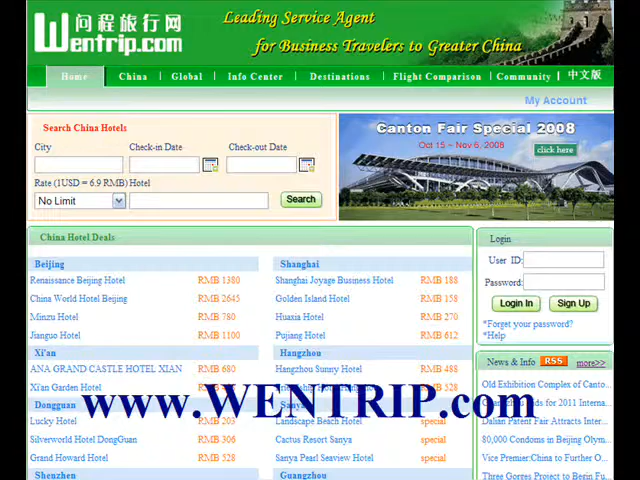 问程旅行网
Wentrip.com
Leading Service Agent
for Business Travelers to Greater China
Home China Global Info Center Destinations Flight Comparison Community 中文版
My Account
Search China Hotels
City Check-in Date Check-out Date
Rate (1USD = 6.9 RMB) Hotel
No Limit Search
Canton Fair Special 2008
Oct 15 ~ Nov 6, 2008
click here
China Hotel Deals
Beijing
Renaissance Beijing Hotel RMB 1380
China World Hotel Beijing RMB 2645
Minzu Hotel RMB 780
Jianguo Hotel RMB 1100
Shanghai
Shanghai Joyage Business Hotel RMB 188
Golden Island Hotel RMB 158
Huaxia Hotel RMB 270
Pujiang Hotel RMB 612
Xi'an
ANA GRAND CASTLE HOTEL XIAN RMB 680
Xi'an Garden Hotel RMB
Hangzhou
Hangzhou Sunny Hotel RMB 488
RMB 528
www.WENTRIP.com
Dongguan
Lucky Hotel RMB 203
Silverworld Hotel DongGuan RMB 306
Grand Howard Hotel RMB 528
Sanya
Landscape Beach Hotel special
Cactus Resort Sanya special
Sanya Pearl Seaview Hotel special
Shenzhen
Guangzhou
Login
User ID:
Password:
Login In Sign Up
*Forget your password?
*Help
News & Info RSS more>>
Old Exhibition Complex of Canto...
for 2011 Interna...
Dalian Patent Fair Attracts Inter...
80,000 Condoms in Beijing Olym...
Vice Premier:China to Further O...
Three Gorges Project to Begin Fu...